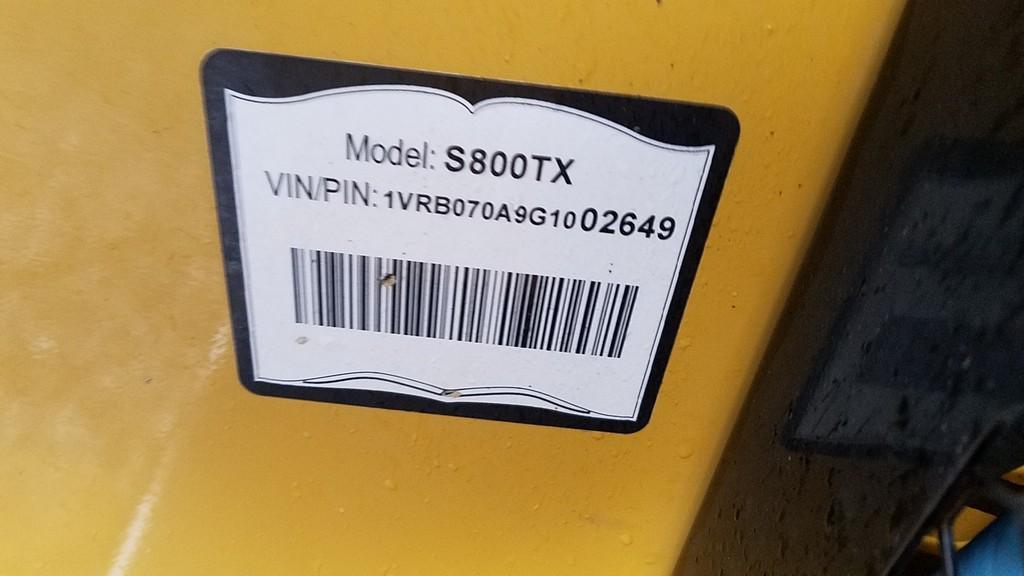 Model: S800TX
VIN/PIN: 1VRB070A9G1002649